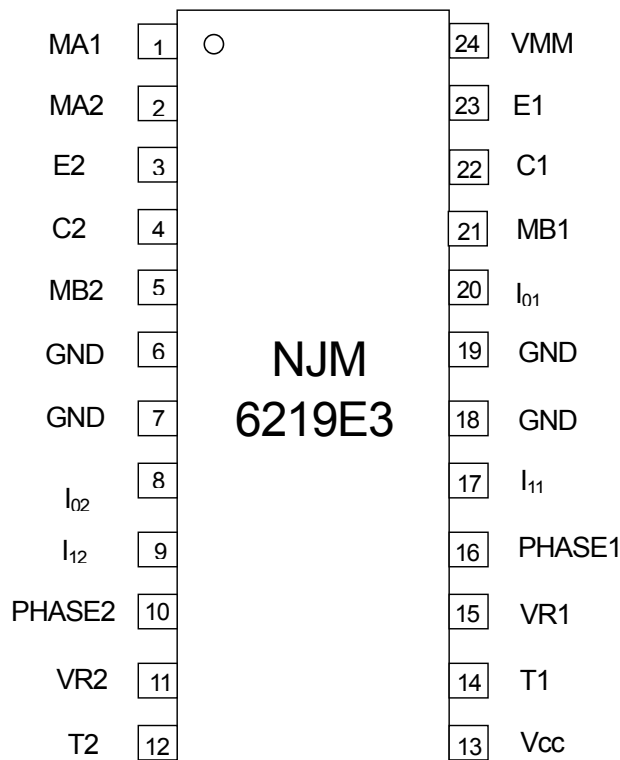 MA1 1 24 VMM
MA2 2 23 E1
E2 3 22 C1
C2 4 21 MB1
MB2 5 20 I₀₁
GND 6 NJM 19 GND
GND 7 6219E3 18 GND
I₀₂ 8 17 I₁₁
I₁₂ 9 16 PHASE1
PHASE2 10 15 VR1
VR2 11 14 T1
T2 12 13 Vcc